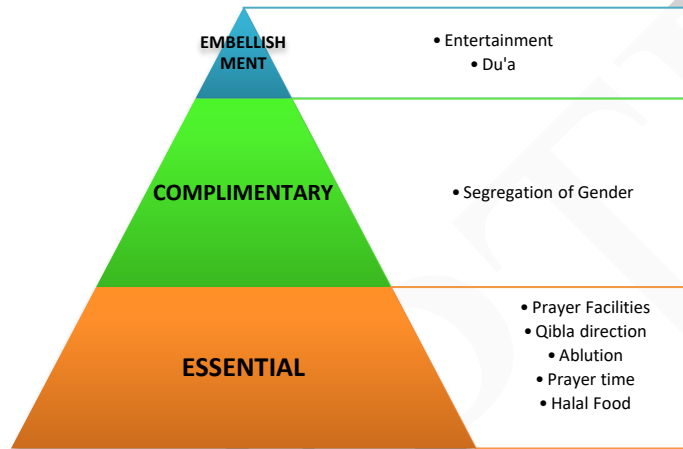 EMBELLISH
MENT
• Entertainment
• Du'a
COMPLIMENTARY
• Segregation of Gender
ESSENTIAL
• Prayer Facilities
• Qibla direction
• Ablution
• Prayer time
• Halal Food